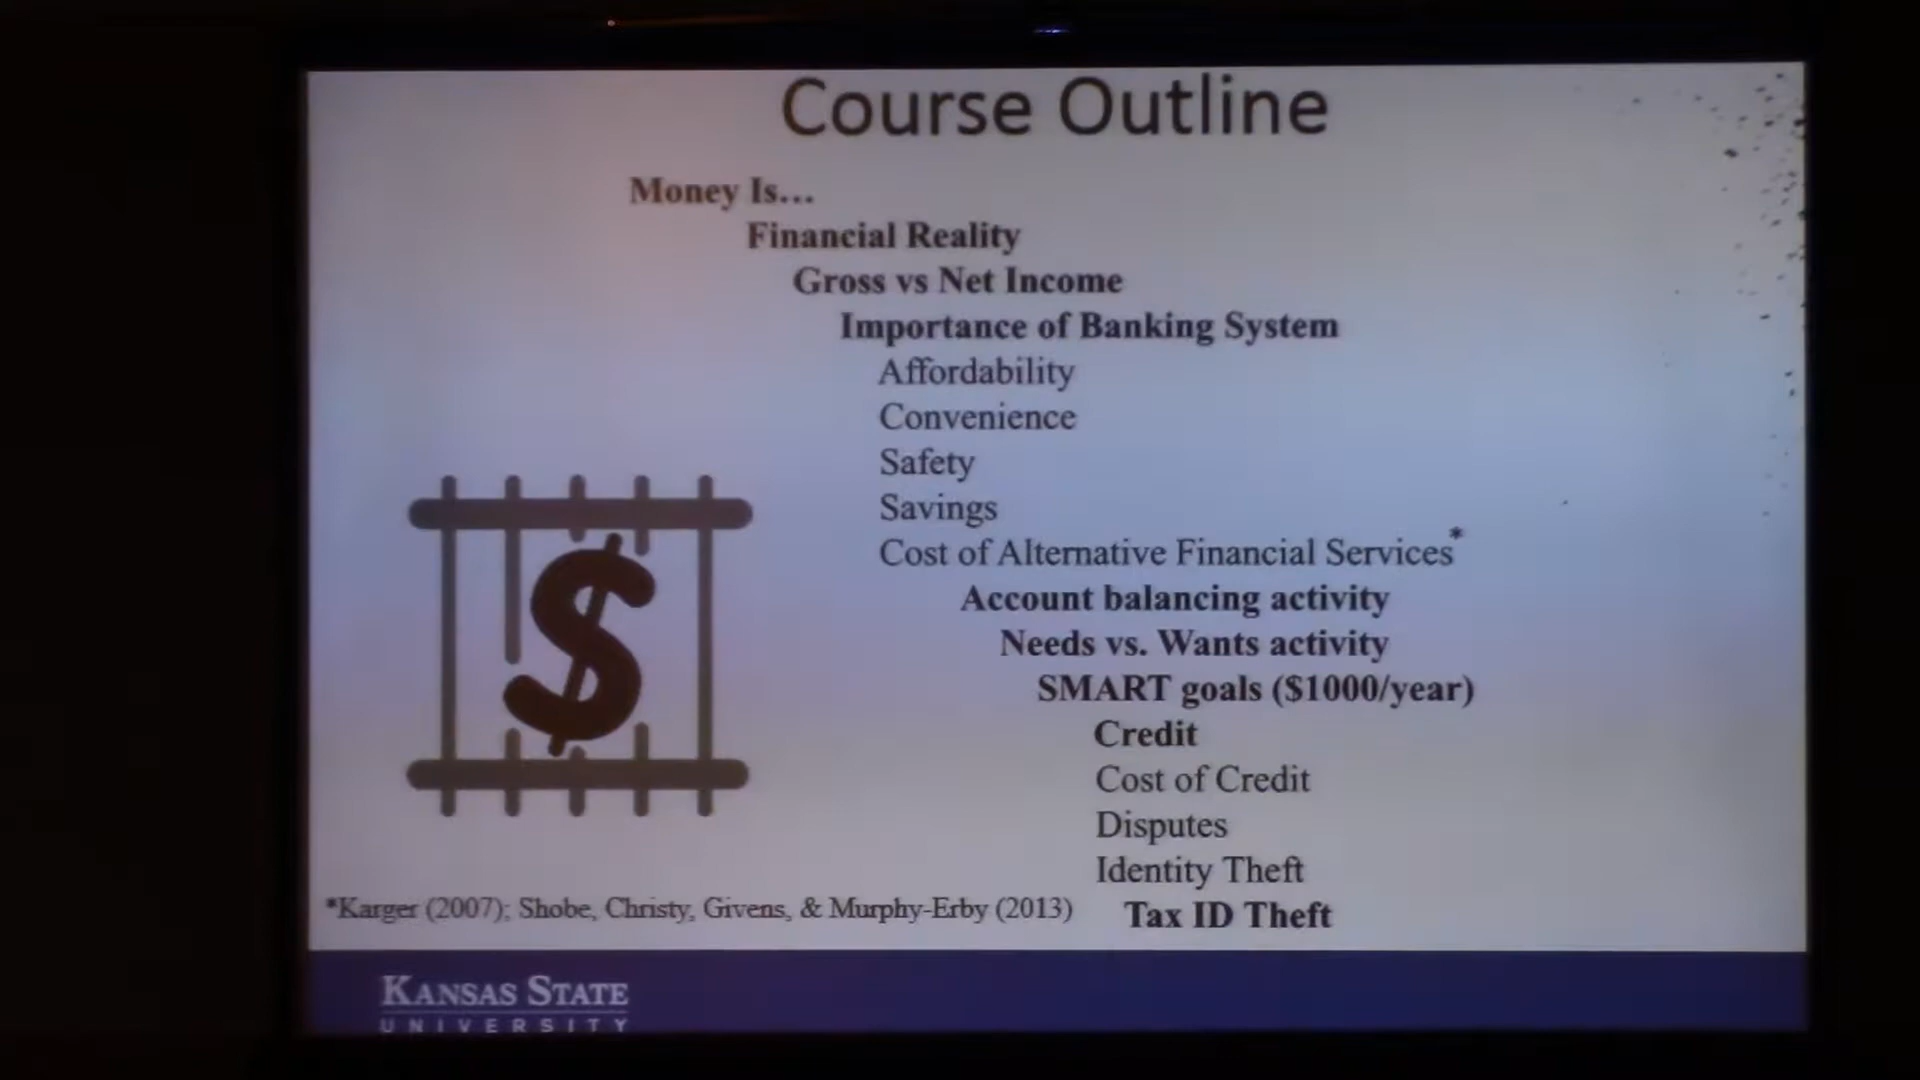 Course Outline
Money Is...
Financial Reality
Gross vs Net Income
Importance of Banking System
Affordability
Convenience
Safety
Savings
Cost of Alternative Financial Services*
Account balancing activity
Needs vs. Wants activity
SMART goals ($1000/year)
Credit
Cost of Credit
Disputes
Identity Theft
Tax ID Theft
$
*Karger (2007); Shobe, Christy, Givens, & Murphy-Erby (2013)
KANSAS STATE
UNIVERSITY